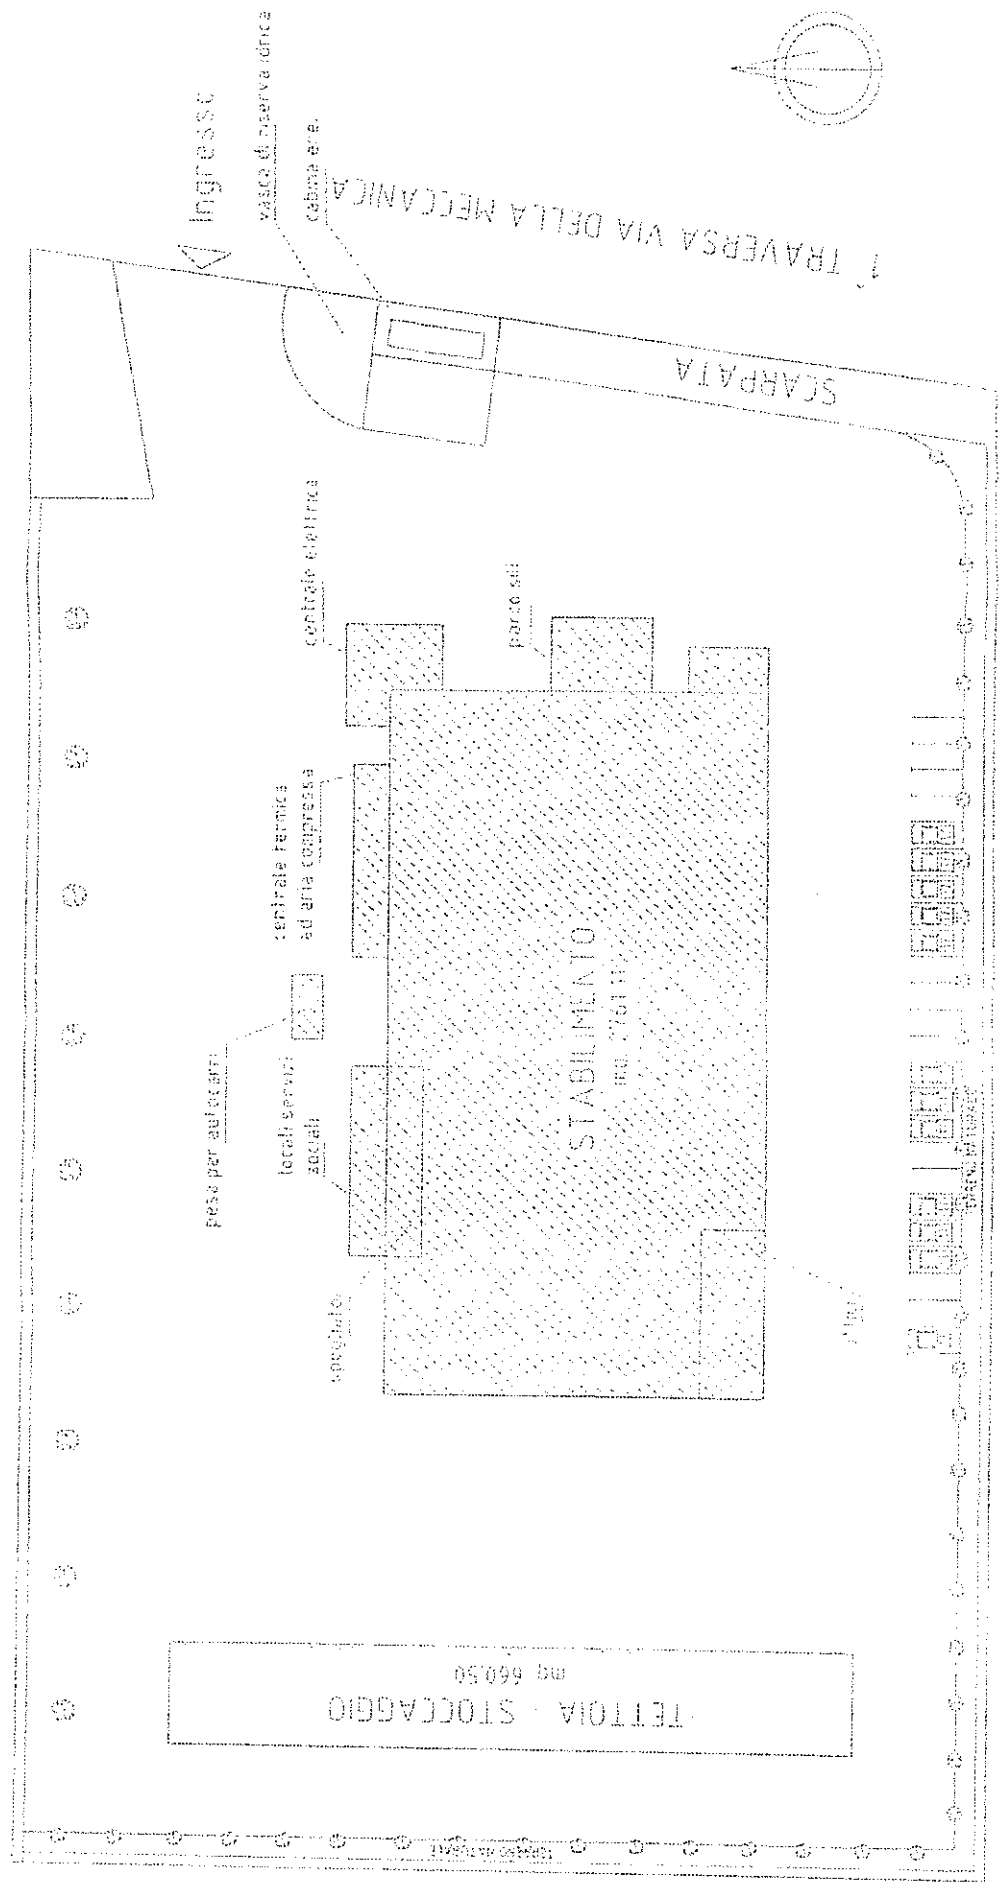 Ingresso
vasca di riserva idrica
cabina ene.
1^ TRAVERSA VIA DELLA MECCANICA
SCARPATA
centrale elettrica
parco sili
centrale termica
ad aria compressa
pesa per autocarri
locali servizi
sociali
STABILIMENTO
mq.
TETTOIA - STOCCAGGIO
mq 660.50